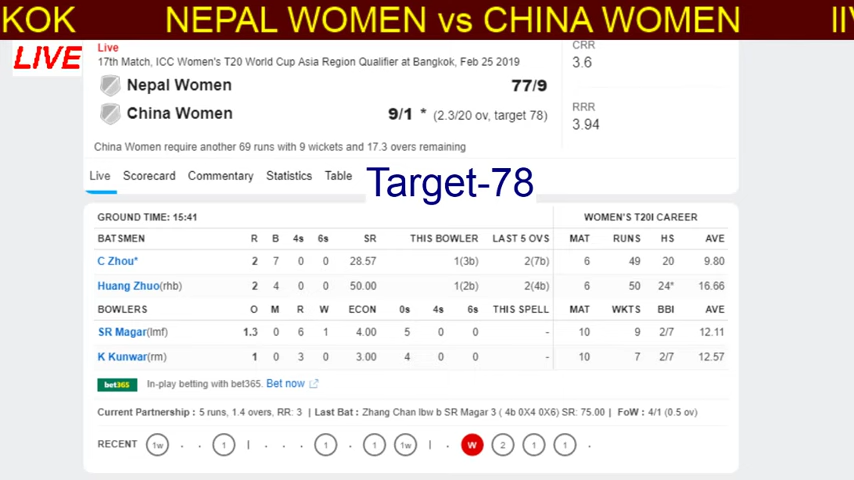 KOK NEPAL WOMEN vs CHINA WOMEN IIV
LIVE
Live
17th Match, ICC Women's T20 World Cup Asia Region Qualifier at Bangkok, Feb 25 2019
Nepal Women 77/9
China Women 9/1 * (2.3/20 ov, target 78)
China Women require another 69 runs with 9 wickets and 17.3 overs remaining
CRR
3.6
RRR
3.94
Live Scorecard Commentary Statistics Table
Target-78
GROUND TIME: 15:41 WOMEN'S T20I CAREER
BATSMEN R B 4s 6s SR THIS BOWLER LAST 5 OVS MAT RUNS HS AVE
C Zhou* 2 7 0 0 28.57 1(3b) 2(7b) 6 49 20 9.80
Huang Zhuo(rhb) 2 4 0 0 50.00 1(2b) 2(4b) 6 50 24* 16.66
BOWLERS O M R W ECON 0s 4s 6s THIS SPELL MAT WKTS BBI AVE
SR Magar(lmf) 1.3 0 6 1 4.00 5 0 0 - 10 9 2/7 12.11
K Kunwar(rm) 1 0 3 0 3.00 4 0 0 - 10 7 2/7 12.57
bet365 In-play betting with bet365. Bet now
Current Partnership : 5 runs, 1.4 overs, RR: 3 | Last Bat : Zhang Chan lbw b SR Magar 3 ( 4b 0X4 0X6) SR: 75.00 | FoW : 4/1 (0.5 ov)
RECENT 1w . . 1 | . . . 1 . 1 1w | . W 2 1 1 .